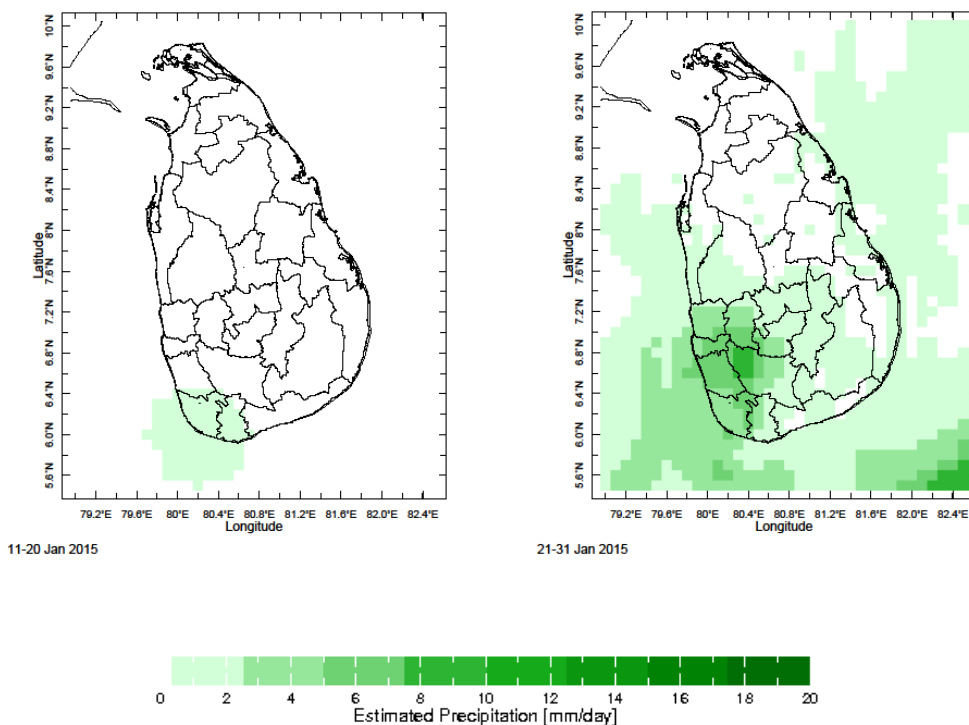 10°N
9.6°N
9.2°N
8.8°N
8.4°N
8°N
7.6°N
7.2°N
6.8°N
6.4°N
6.0°N
5.6°N
Latitude
79.2°E 79.6°E 80°E 80.4°E 80.8°E 81.2°E 81.6°E 82.0°E 82.4°E
Longitude
11-20 Jan 2015
10°N
9.6°N
9.2°N
8.8°N
8.4°N
8°N
7.6°N
7.2°N
6.8°N
6.4°N
6.0°N
5.6°N
Latitude
79.2°E 79.6°E 80°E 80.4°E 80.8°E 81.2°E 81.6°E 82.0°E 82.4°E
Longitude
21-31 Jan 2015
0 2 4 6 8 10 12 14 16 18 20
Estimated Precipitation [mm/day]